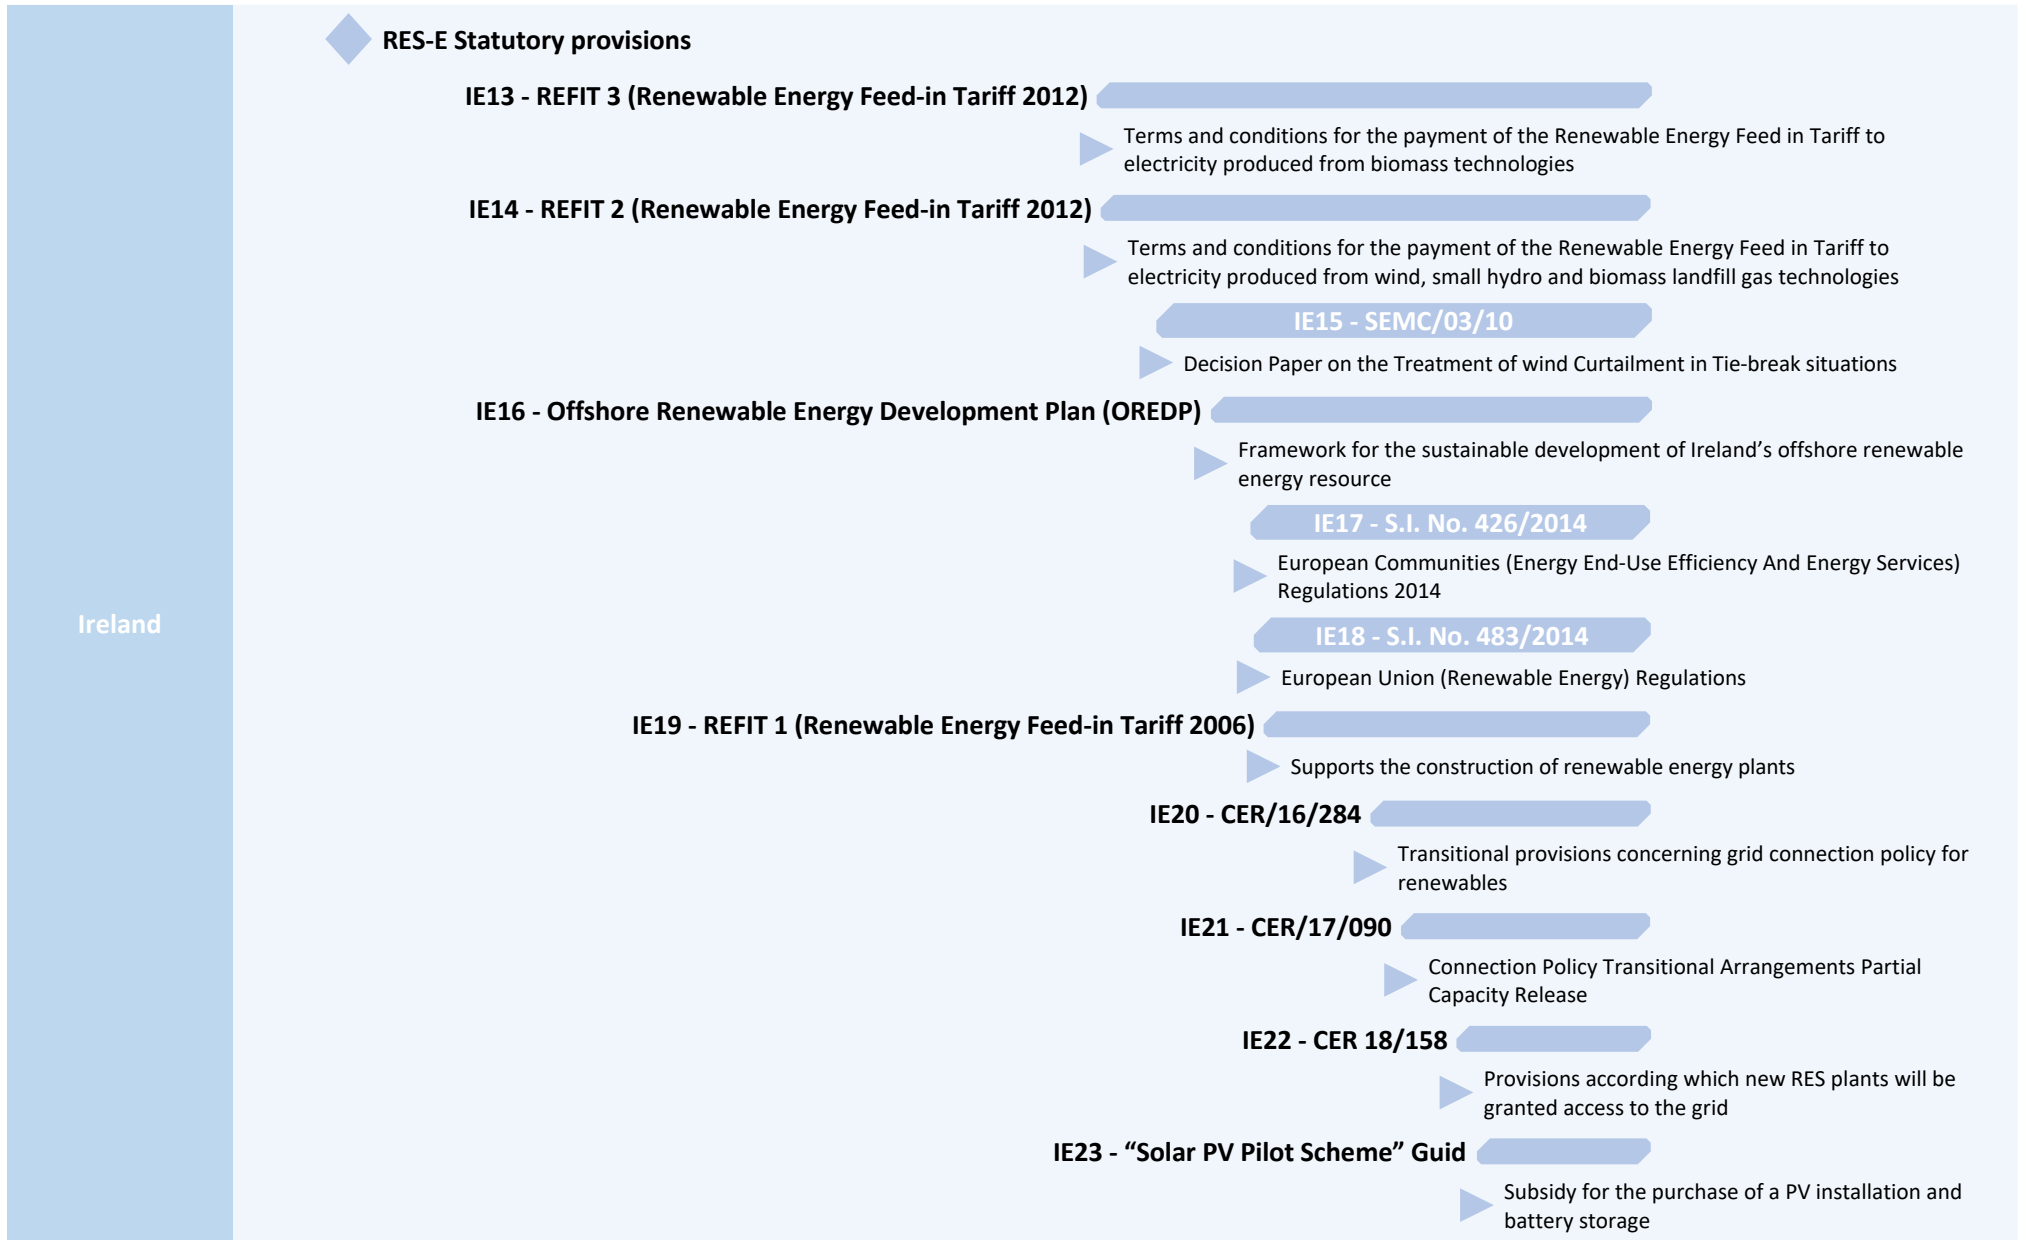 RES-E Statutory provisions
IE13 - REFIT 3 (Renewable Energy Feed-in Tariff 2012)
Terms and conditions for the payment of the Renewable Energy Feed in Tariff to
electricity produced from biomass technologies
IE14 - REFIT 2 (Renewable Energy Feed-in Tariff 2012)
Terms and conditions for the payment of the Renewable Energy Feed in Tariff to
electricity produced from wind, small hydro and biomass landfill gas technologies
IE15 - SEMC/03/10
Decision Paper on the Treatment of wind Curtailment in Tie-break situations
IE16 - Offshore Renewable Energy Development Plan (OREDP)
Framework for the sustainable development of Ireland’s offshore renewable
energy resource
IE17 - S.I. No. 426/2014
European Communities (Energy End-Use Efficiency And Energy Services)
Regulations 2014
Ireland
IE18 - S.I. No. 483/2014
European Union (Renewable Energy) Regulations
IE19 - REFIT 1 (Renewable Energy Feed-in Tariff 2006)
Supports the construction of renewable energy plants
IE20 - CER/16/284
Transitional provisions concerning grid connection policy for
renewables
IE21 - CER/17/090
Connection Policy Transitional Arrangements Partial
Capacity Release
IE22 - CER 18/158
Provisions according which new RES plants will be
granted access to the grid
IE23 - “Solar PV Pilot Scheme” Guid
Subsidy for the purchase of a PV installation and
battery storage